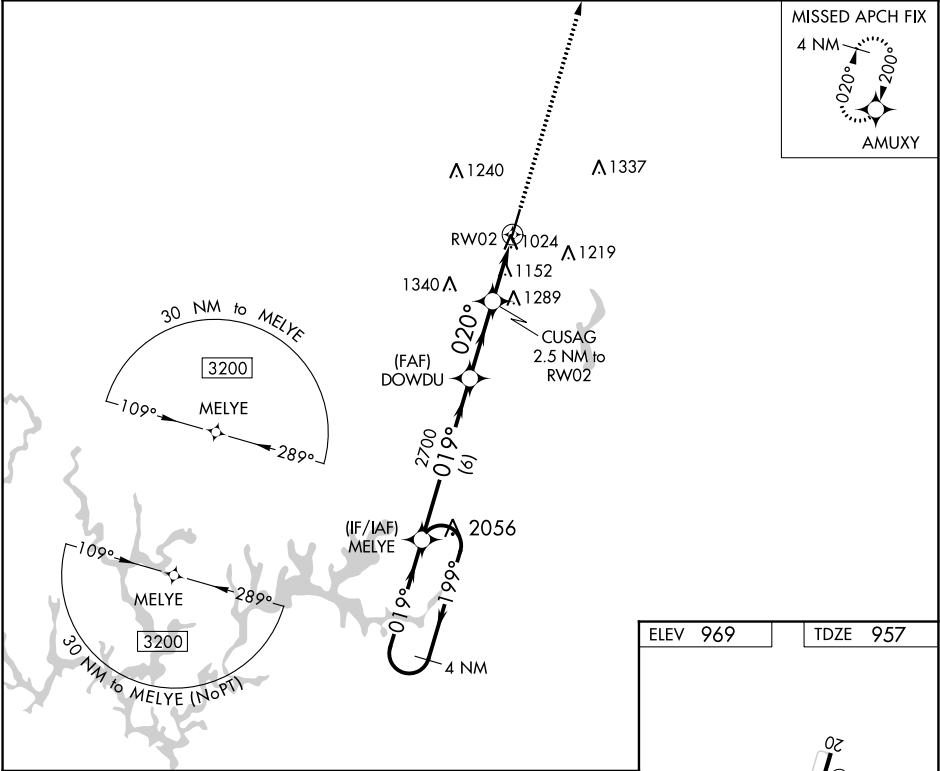 MISSED APCH FIX
4 NM
020°
200°
AMUXY
1240
1337
RW02
1024
1219
1152
1340
1289
020°
CUSAG
2.5 NM to
RW02
(FAF)
DOWDU
30 NM to MELYE
3200
109°
MELYE
289°
2700
019°
(6)
(IF/IAF)
MELYE
2056
019°
199°
4 NM
109°
MELYE
289°
3200
30 NM to MELYE (NoPT)
ELEV 969
TDZE 957
20